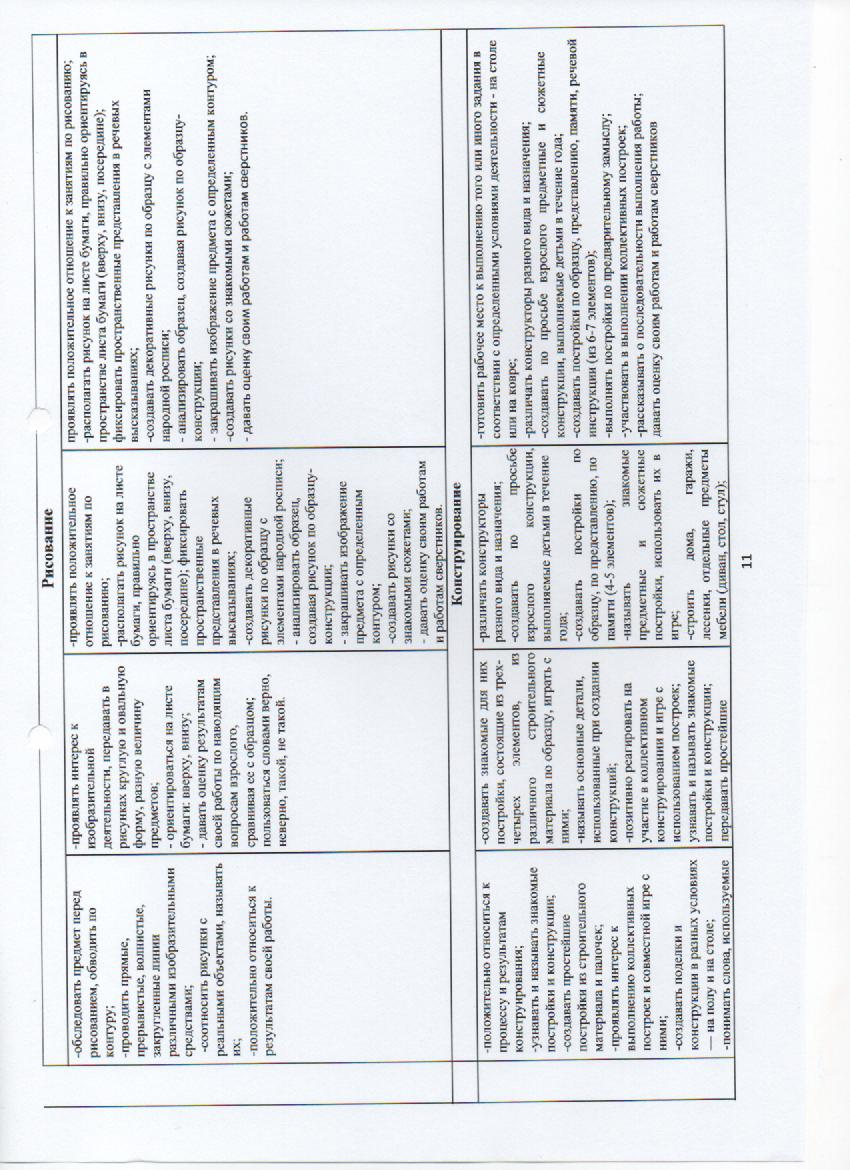 Рисование
-обследовать предмет перед
рисованием, обводить по
контуру;
-проводить прямые,
прерывистые, волнистые,
закругленные линии
различными изобразительными
средствами;
-соотносить рисунки с
реальными объектами, называть
их;
-положительно относиться к
результатам своей работы.
-проявлять интерес к
изобразительной
деятельности, передавать в
рисунках круглую и овальную
форму, разную величину
предметов;
- ориентироваться на листе
бумаги: вверху, внизу;
- давать оценку результатам
своей работы по наводящим
вопросам взрослого,
сравнивая ее с образцом;
пользоваться словами верно,
неверно, такой, не такой.
-проявлять положительное
отношение к занятиям по
рисованию;
-располагать рисунок на листе
бумаги, правильно
ориентируясь в пространстве
листа бумаги (вверху, внизу,
посередине); фиксировать
пространственные
представления в речевых
высказываниях;
-создавать декоративные
рисунки по образцу с
элементами народной росписи;
- анализировать образец,
создавая рисунок по образцу-
конструкции;
- закрашивать изображение
предмета с определенным
контуром;
-создавать рисунки со
знакомыми сюжетами;
- давать оценку своим работам
и работам сверстников.
проявлять положительное отношение к занятиям по рисованию;
-располагать рисунок на листе бумаги, правильно ориентируясь в
пространстве листа бумаги (вверху, внизу, посередине);
фиксировать пространственные представления в речевых
высказываниях;
-создавать декоративные рисунки по образцу с элементами
народной росписи;
- анализировать образец, создавая рисунок по образцу-
конструкции;
- закрашивать изображение предмета с определенным контуром;
-создавать рисунки со знакомыми сюжетами;
- давать оценку своим работам и работам сверстников.
Конструирование
-положительно относиться к
процессу и результатам
конструирования;
-узнавать и называть знакомые
постройки и конструкции;
-создавать простейшие
постройки из строительного
материала и палочек;
-проявлять интерес к
выполнению коллективных
построек и совместной игре с
ними;
-создавать поделки и
конструкции в разных условиях
— на полу и на столе;
-понимать слова, используемые
-создавать знакомые для них
постройки, состоящие из трех-
четырех элементов, из
различного строительного
материала по образцу, играть с
ними;
-называть основные детали,
использованные при создании
конструкций;
-позитивно реагировать на
участие в коллективном
конструировании и игре с
использованием построек;
узнавать и называть знакомые
постройки и конструкции;
передавать простейшие
-различать конструкторы
разного вида и назначения;
-создавать по просьбе
взрослого конструкции,
выполняемые детьми в течение
года;
-создавать постройки по
образцу, по представлению, по
памяти (4-5 элементов);
-называть знакомые
предметные и сюжетные
постройки, использовать их в
игре;
-строить дома, гаражи,
лесенки, отдельные предметы
мебели (диван, стол, стул);
-готовить рабочее место к выполнению того или иного задания в
соответствии с определенными условиями деятельности - на столе
или на ковре;
-различать конструкторы разного вида и назначения;
-создавать по просьбе взрослого предметные и сюжетные
конструкции, выполняемые детьми в течение года;
-создавать постройки по образцу, представлению, памяти, речевой
инструкции (из 6-7 элементов);
-выполнять постройки по предварительному замыслу;
-участвовать в выполнении коллективных построек;
-рассказывать о последовательности выполнения работы;
давать оценку своим работам и работам сверстников
11